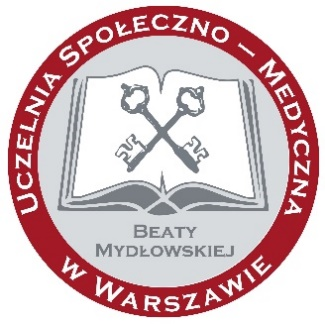 UCZELNIA SPOŁECZNO – MEDYCZNA
BEATY
MYDŁOWSKIEJ
W WARSZAWIE